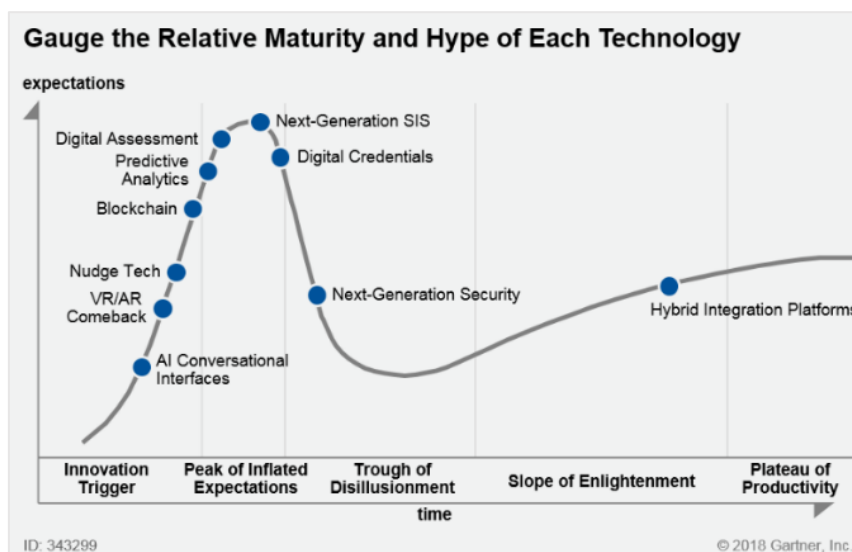 Gauge the Relative Maturity and Hype of Each Technology
expectations
Next-Generation SIS
Digital Assessment
Digital Credentials
Predictive
Analytics
Blockchain
Nudge Tech
Next-Generation Security
VR/AR
Comeback
Hybrid Integration Platforms
AI Conversational
Interfaces
Innovation
Trigger
Peak of Inflated
Expectations
Trough of
Disillusionment
Slope of Enlightenment
Plateau of
Productivity
time
ID: 343299
© 2018 Gartner, Inc.